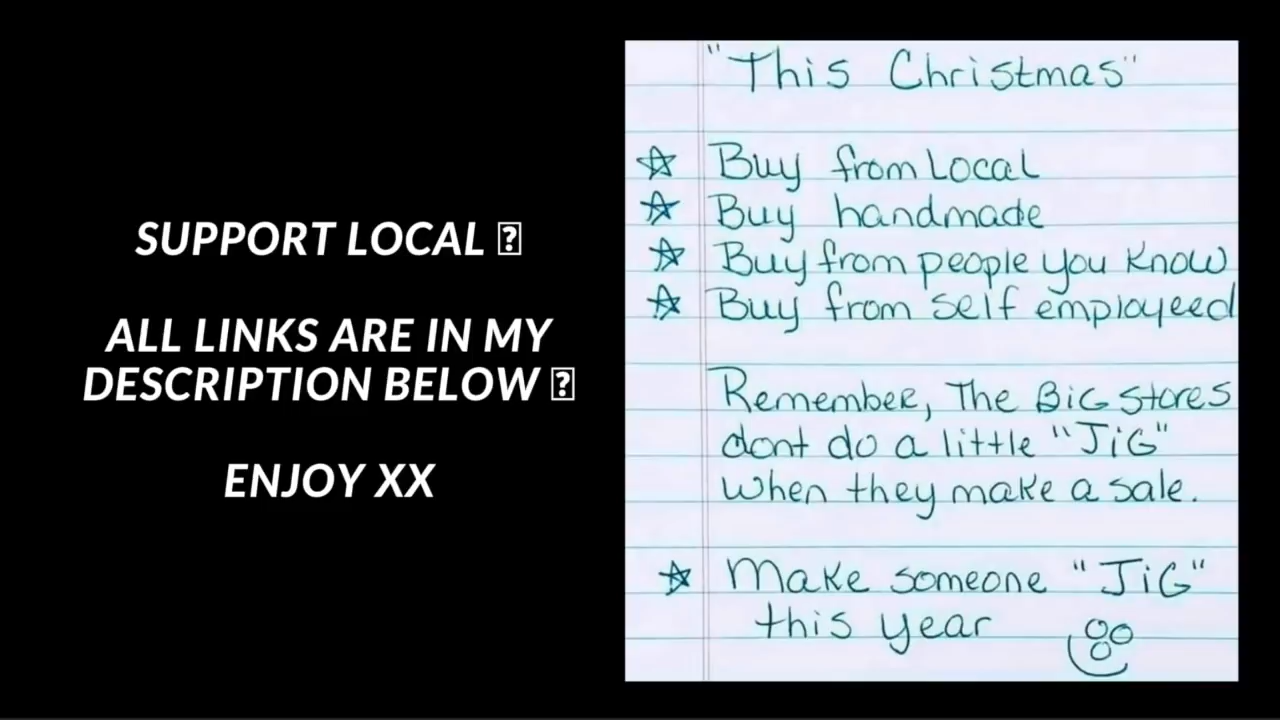 SUPPORT LOCAL
ALL LINKS ARE IN MY
DESCRIPTION BELOW
ENJOY XX
"This Christmas"
Buy from Local
Buy handmade
Buy from people you know
Buy from self employeed
Remember, The BiG stores
dont do a little "JiG"
when they make a sale.
Make someone "JiG"
this year